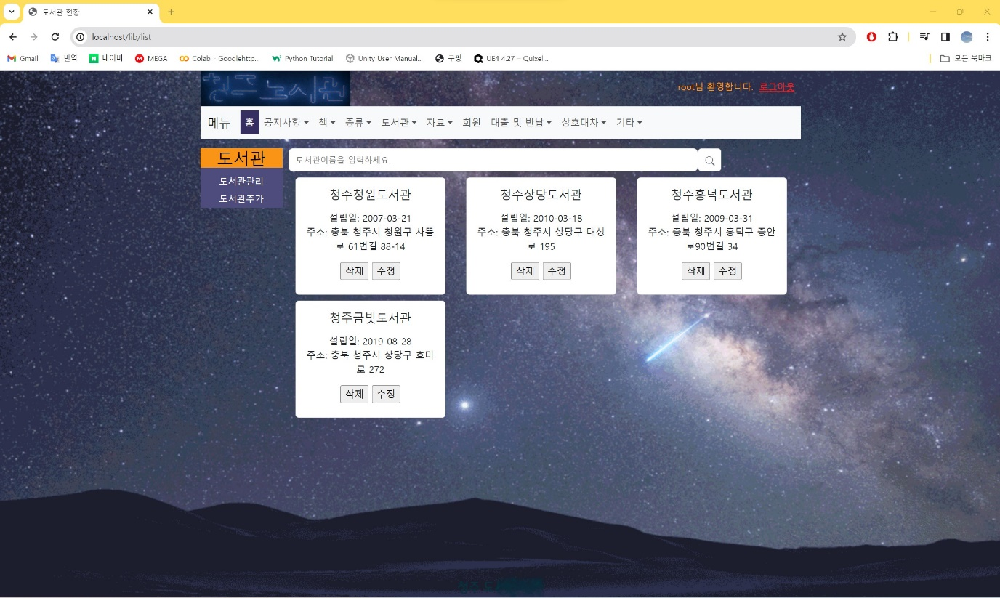 도서관 현황
localhost/lib/list
Gmail 번역 네이버 MEGA Colab - Googlehttp... Python Tutorial Unity User Manual... 쿠팡 UE4 4.27 – Quixel... 모든 북마크
청주 도서관
root님 환영합니다. 로그아웃
메뉴 홈 공지사항 책 종류 도서관 자료 회원 대출 및 반납 상호대차 기타
도서관
도서관관리
도서관추가
도서관이름을 입력하세요.
청주청원도서관
설립일: 2007-03-21
주소: 충북 청주시 청원구 사뜸
로 61번길 88-14
삭제 수정
청주상당도서관
설립일: 2010-03-18
주소: 충북 청주시 상당구 대성
로 195
삭제 수정
청주흥덕도서관
설립일: 2009-03-31
주소: 충북 청주시 흥덕구 증안
로90번길 34
삭제 수정
청주금빛도서관
설립일: 2019-08-28
주소: 충북 청주시 상당구 호미
로 272
삭제 수정
청주